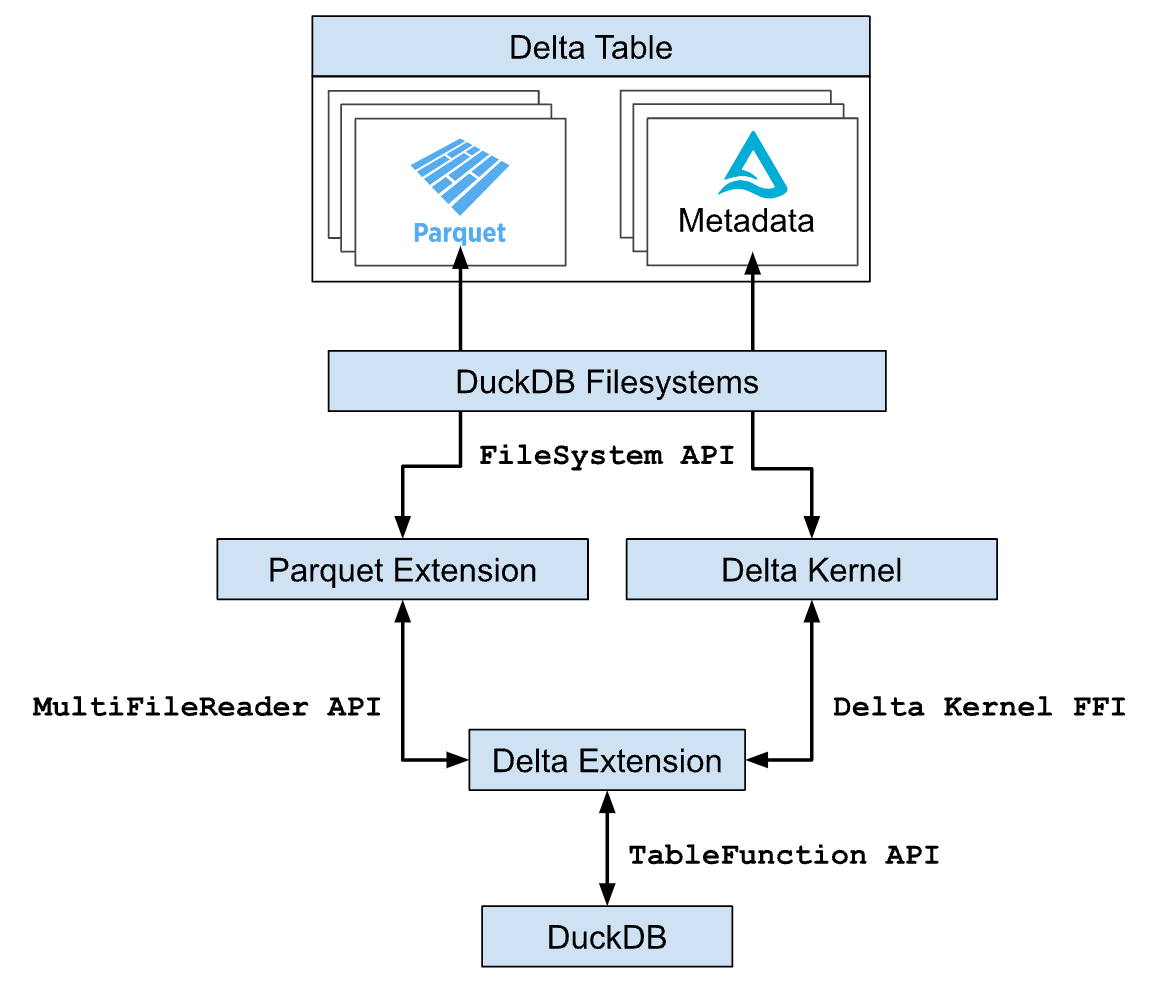 Delta Table
Parquet
Metadata
DuckDB Filesystems
FileSystem API
Parquet Extension
Delta Kernel
MultiFileReader API
Delta Kernel FFI
Delta Extension
TableFunction API
DuckDB